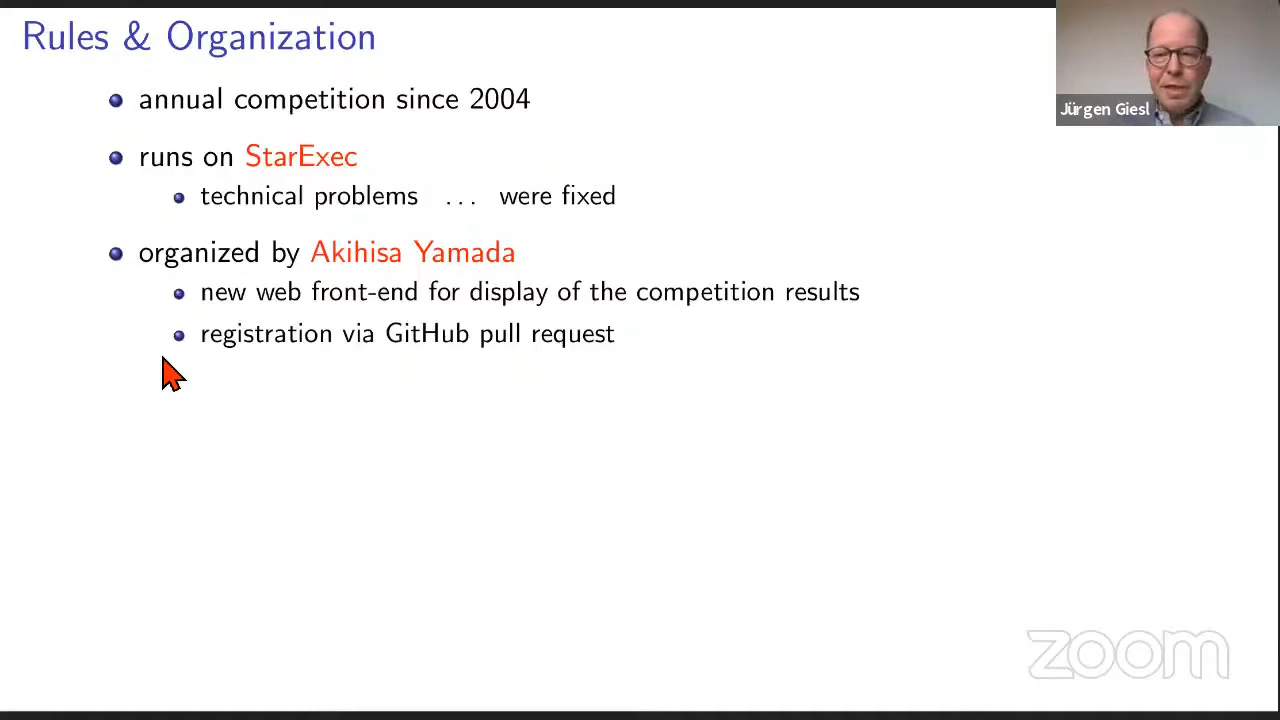 Rules & Organization
annual competition since 2004
runs on StarExec
technical problems ... were fixed
organized by Akihisa Yamada
new web front-end for display of the competition results
registration via GitHub pull request
Jürgen Giesl
zoom